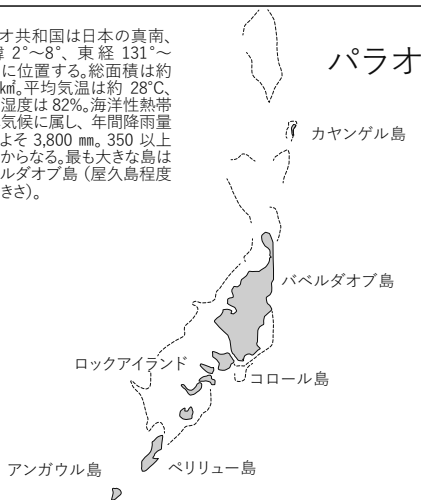 オ共和国は日本の真南、
緯 2°～8°、東経 131°～
に位置する。総面積は約
㎢。平均気温は約 28℃、
湿度は 82%。海洋性熱帯
気候に属し、年間降雨量
よそ 3,800 ㎜。350 以上
からなる。最も大きな島は
ルダオブ島（屋久島程度
きさ）。
パラオ
カヤンゲル島
バベルダオブ島
ロックアイランド
コロール島
アンガウル島
ペリリュー島